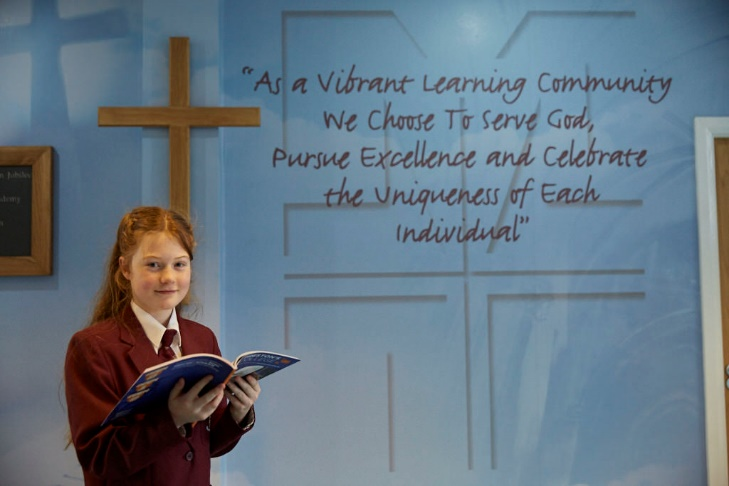 "As a Vibrant Learning Community
We Choose To Serve God,
Pursue Excellence and Celebrate
the Uniqueness of Each
Individual"